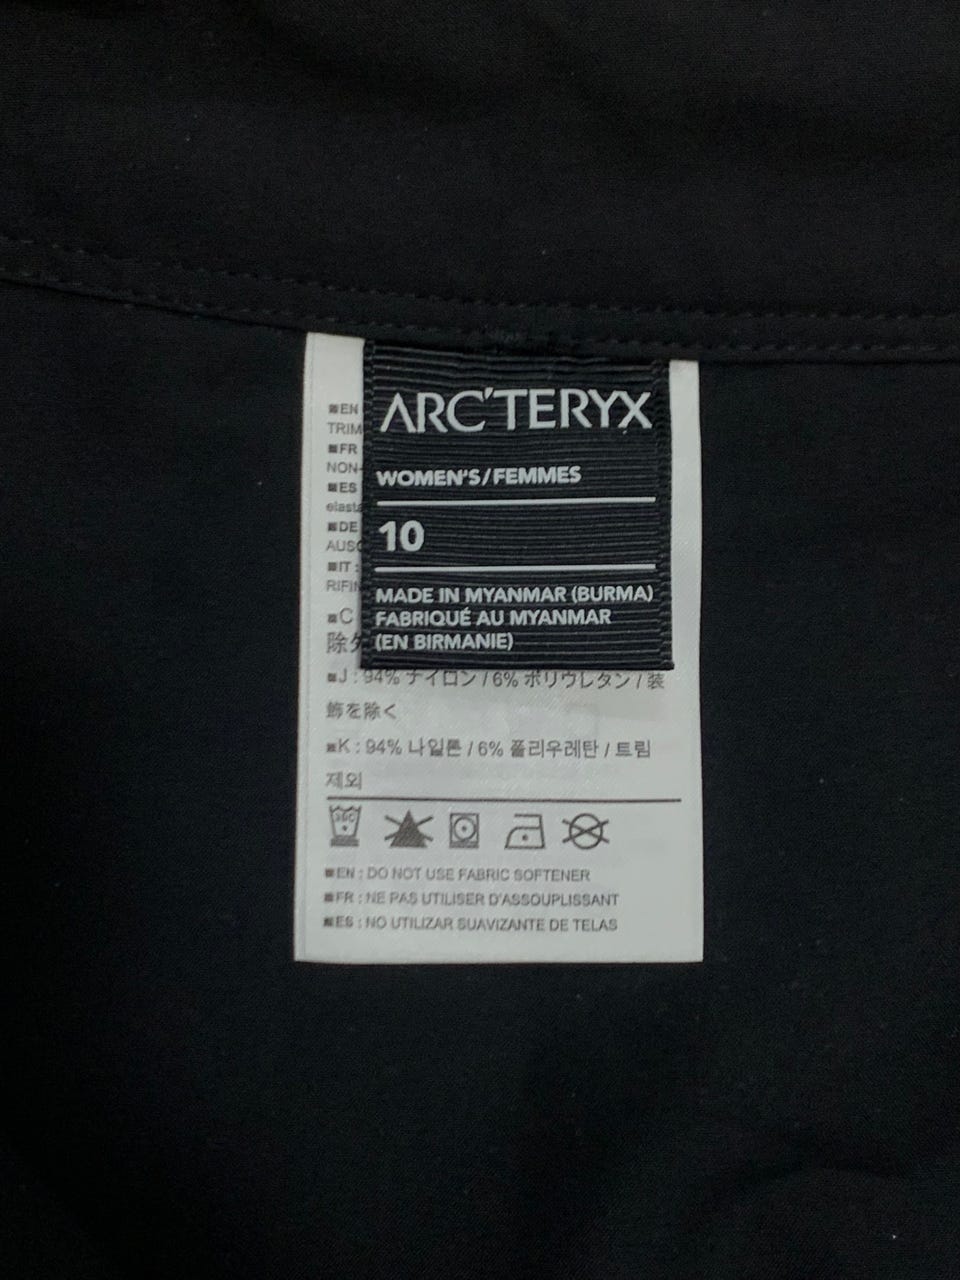 ARC'TERYX
WOMEN'S/FEMMES
10
MADE IN MYANMAR (BURMA)
FABRIQUÉ AU MYANMAR
(EN BIRMANIE)
■EN
TRIM
■FR
NON-
■ES
elasta
■DE
AUSG
■IT :
RIFIN
■C
除外
■J : 94% ナイロン / 6% ポリウレタン / 装
飾を除く
■K : 94% 나일론 / 6% 폴리우레탄 / 트림
제외
30C
■EN : DO NOT USE FABRIC SOFTENER
■FR : NE PAS UTILISER D'ASSOUPLISSANT
■ES : NO UTILIZAR SUAVIZANTE DE TELAS